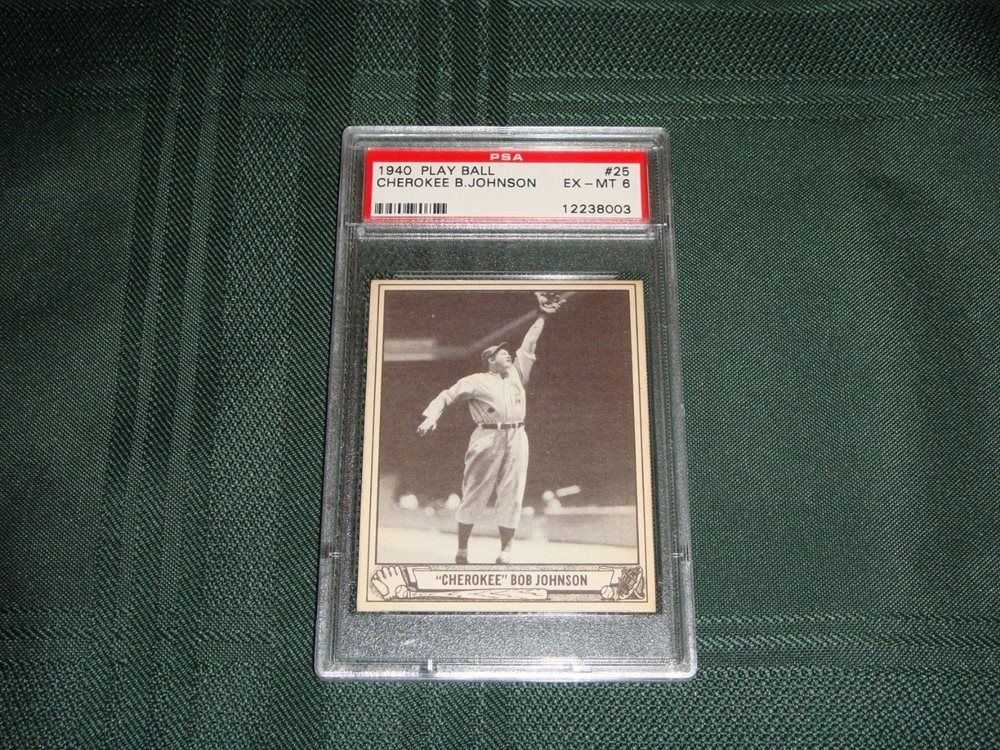 PSA
1940 PLAY BALL #25
CHEROKEE B.JOHNSON EX-MT 6
12238003
"CHEROKEE" BOB JOHNSON